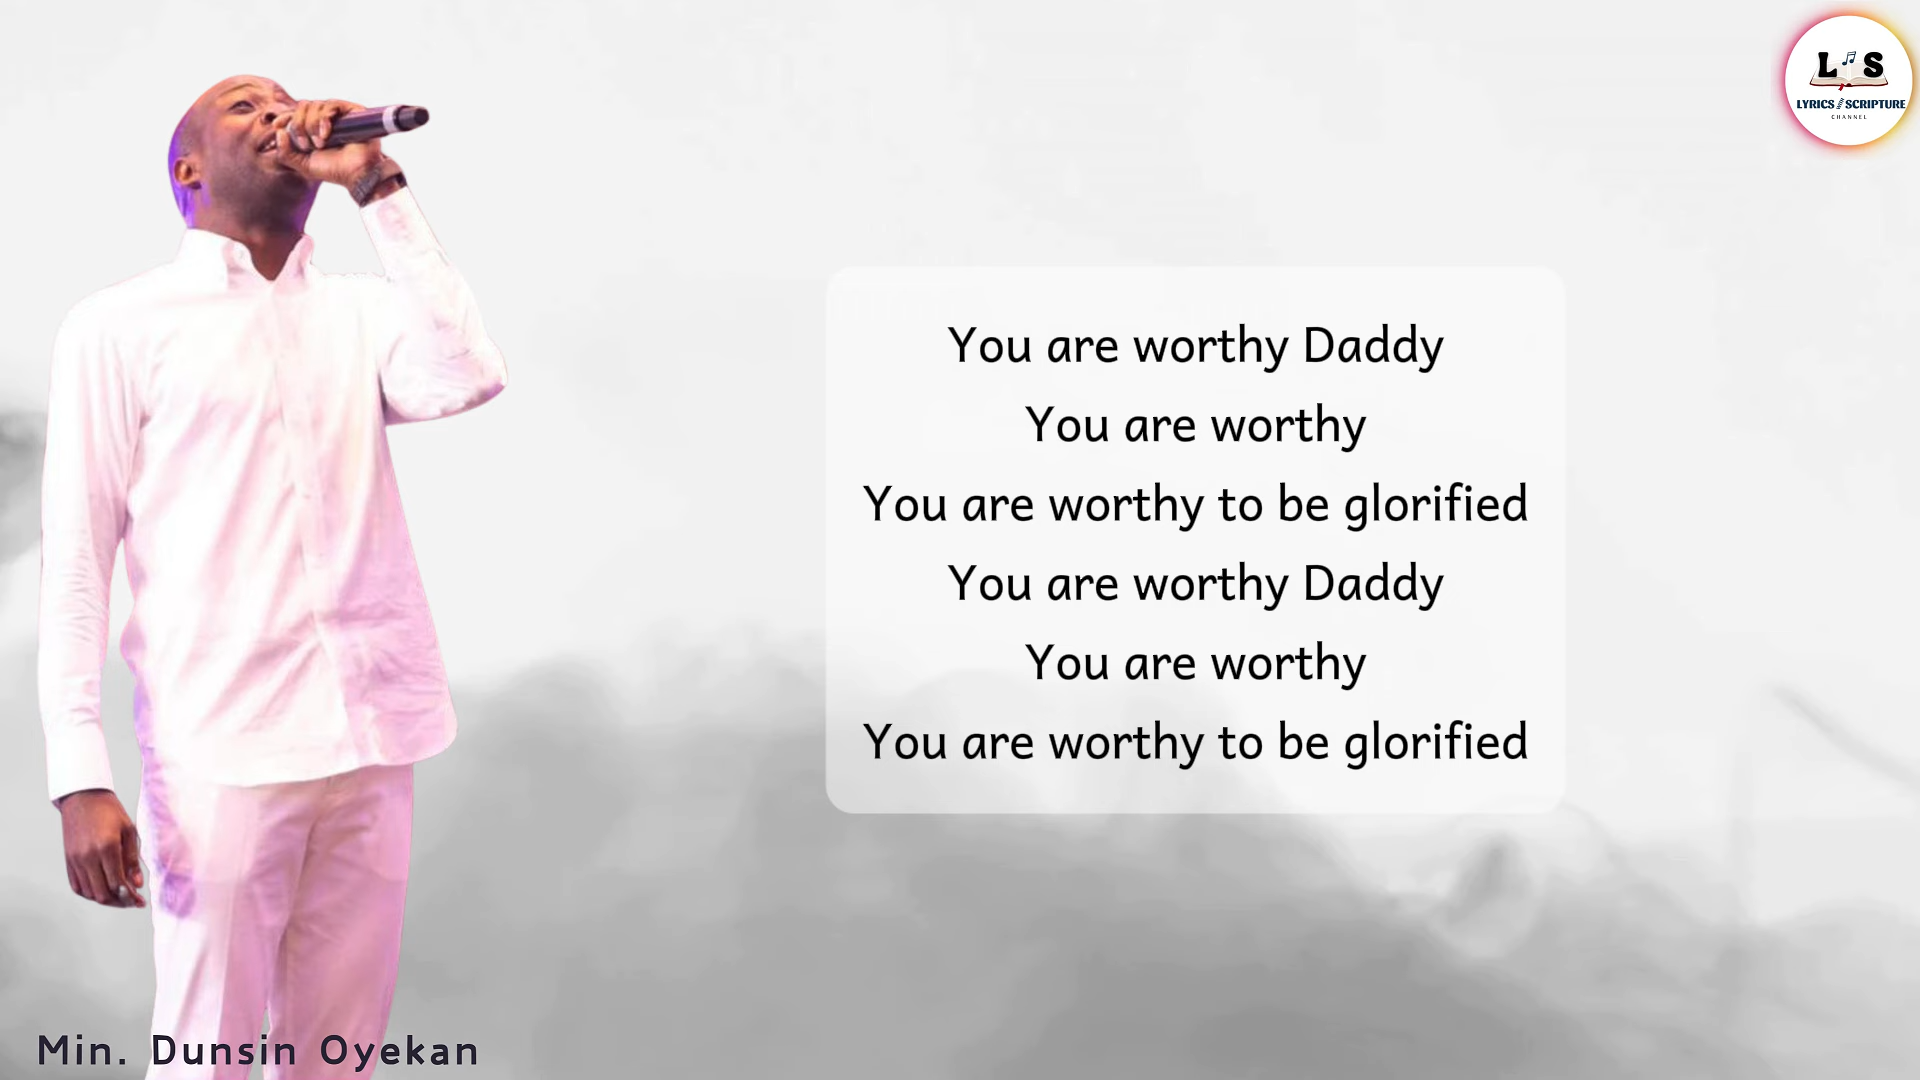 L S
LYRICS SCRIPTURE
CHANNEL
You are worthy Daddy
You are worthy
You are worthy to be glorified
You are worthy Daddy
You are worthy
You are worthy to be glorified
Min. Dunsin Oyekan